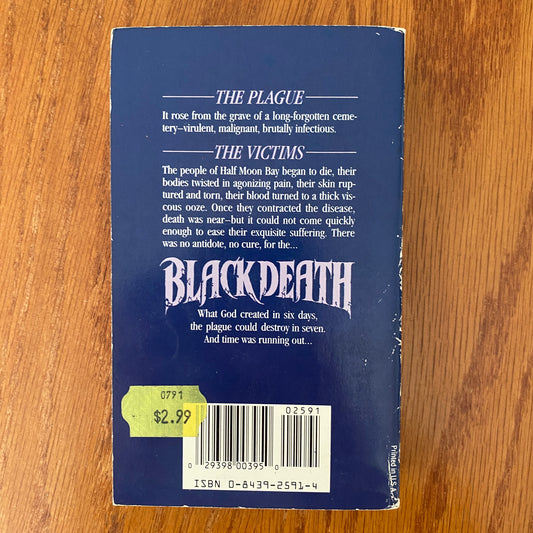 THE PLAGUE
It rose from the grave of a long-forgotten ceme-
tery–virulent, malignant, brutally infectious.
THE VICTIMS
The people of Half Moon Bay began to die, their
bodies twisted in agonizing pain, their skin rup-
tured and torn, their blood turned to a thick vis-
cous ooze. Once they contracted the disease,
death was near–but it could not come quickly
enough to ease their exquisite suffering. There
was no antidote, no cure, for the...
BLACK DEATH
What God created in six days,
the plague could destroy in seven.
And time was running out...
0791
$2.99
02591
0 29398 00395 0
ISBN 0-8439-2591-4
Printed in U.S.A.